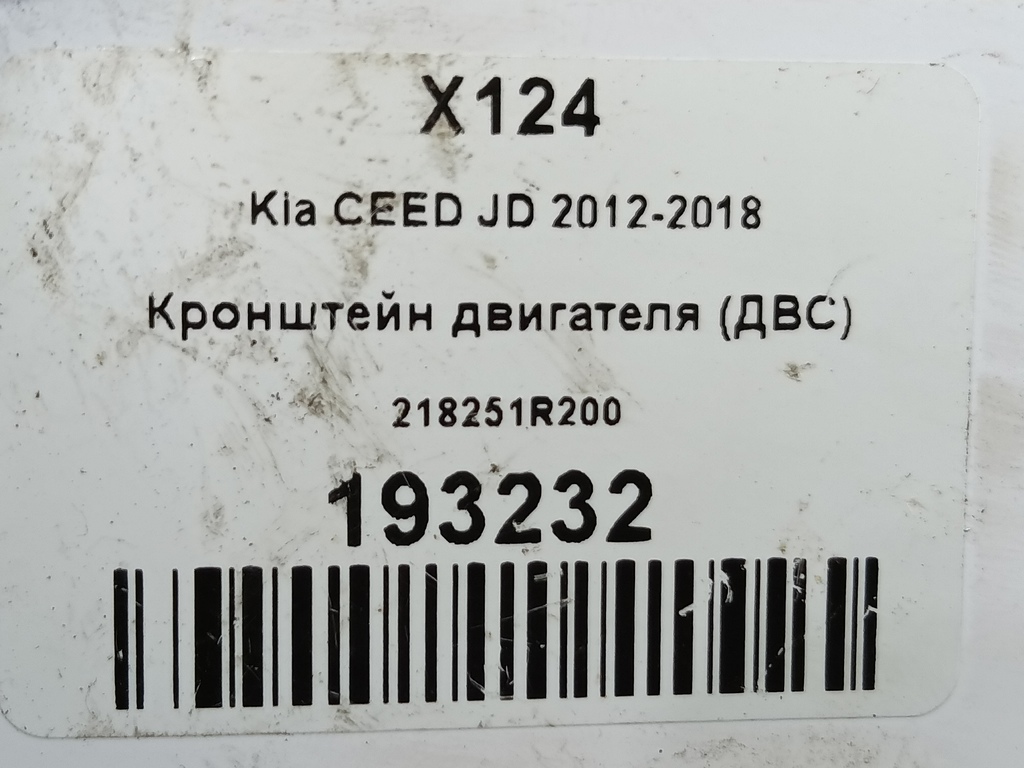 X124
Kia CEED JD 2012-2018
Кронштейн двигателя (ДВС)
218251R200
193232